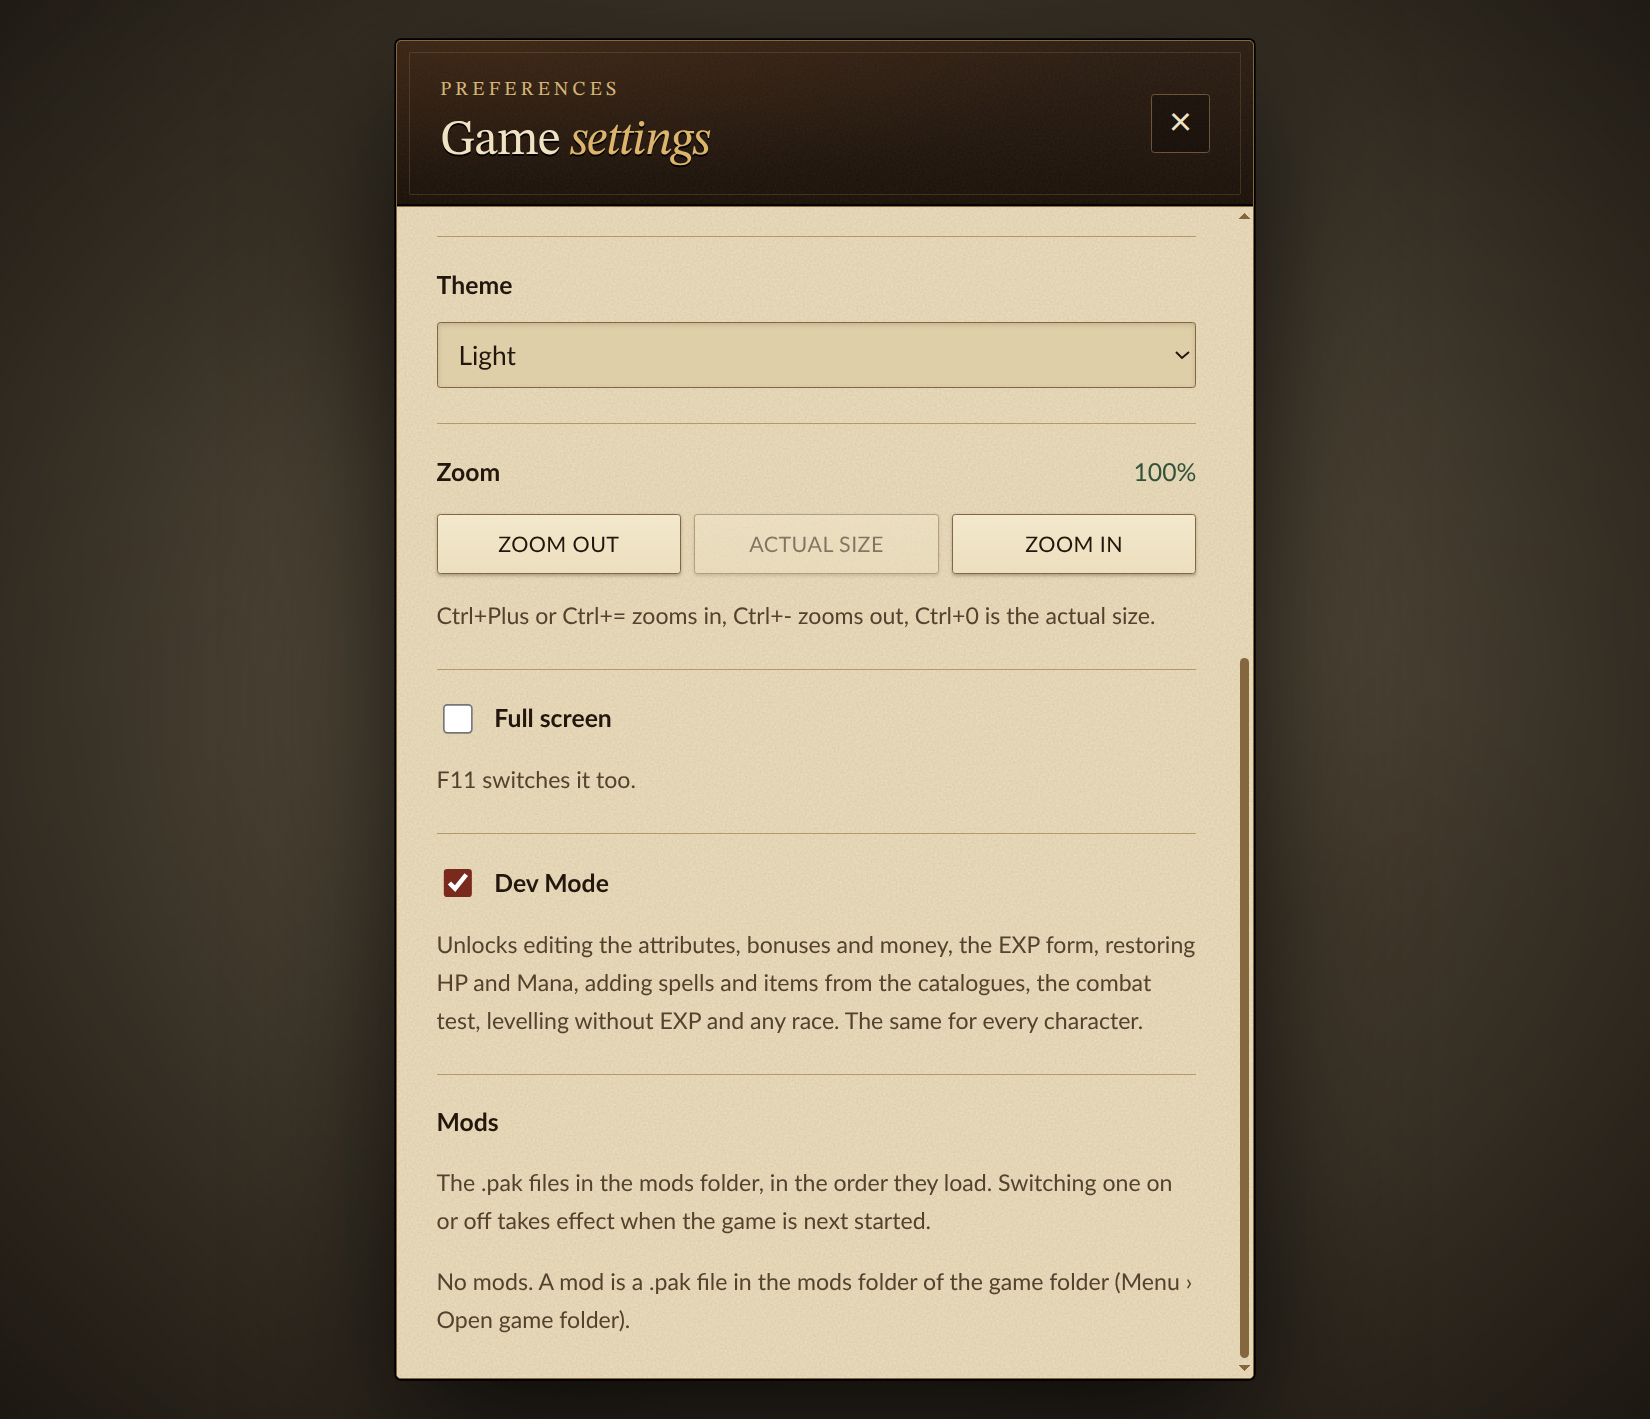 PREFERENCES
Game settings
Theme
Light
Zoom
100%
ZOOM OUT
ACTUAL SIZE
ZOOM IN
Ctrl+Plus or Ctrl+= zooms in, Ctrl+- zooms out, Ctrl+0 is the actual size.
Full screen
F11 switches it too.
Dev Mode
Unlocks editing the attributes, bonuses and money, the EXP form, restoring
HP and Mana, adding spells and items from the catalogues, the combat
test, levelling without EXP and any race. The same for every character.
Mods
The .pak files in the mods folder, in the order they load. Switching one on
or off takes effect when the game is next started.
No mods. A mod is a .pak file in the mods folder of the game folder (Menu ›
Open game folder).